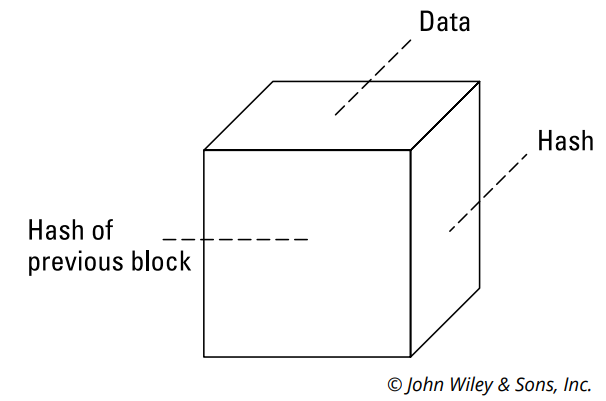 Data
Hash
Hash of
previous block
© John Wiley & Sons, Inc.